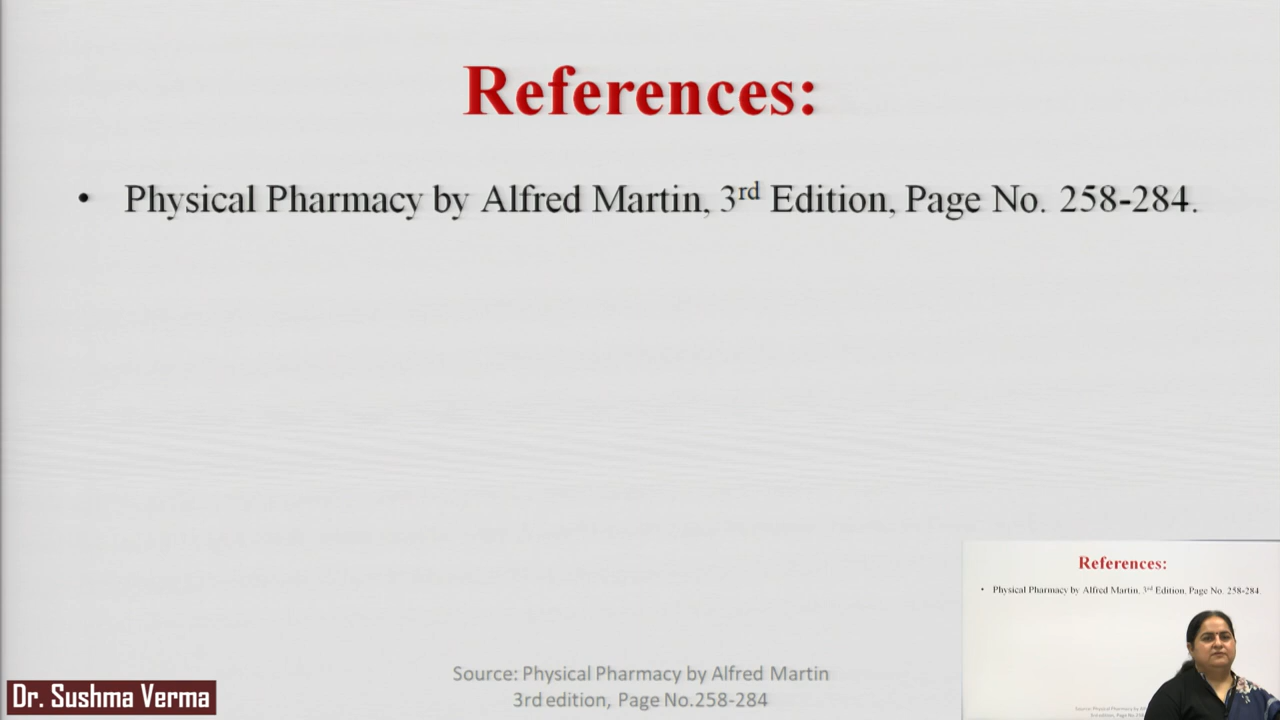 References:
• Physical Pharmacy by Alfred Martin, 3rd Edition, Page No. 258-284.
References:
• Physical Pharmacy by Alfred Martin, 3rd Edition, Page No. 258-284.
Source: Physical Pharmacy by Alfred Martin
3rd edition, Page No.258-284
Dr. Sushma Verma